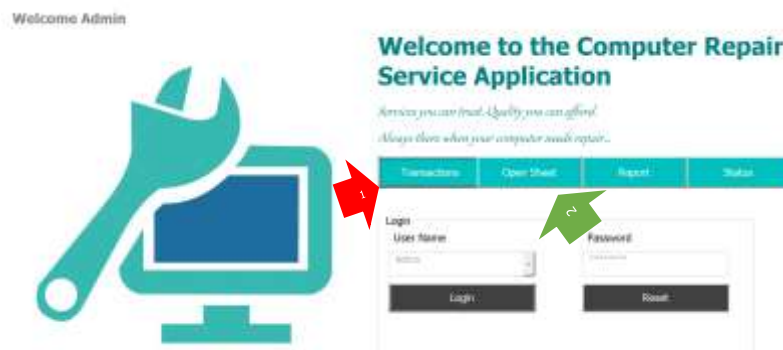 Welcome Admin
Welcome to the Computer Repair
Service Application
Services you can trust. Quality you can afford.
Always there when your computer needs repair...
Transactions Open Sheet Report Status
1
2
Login
User Name Password
Admin
Login Reset